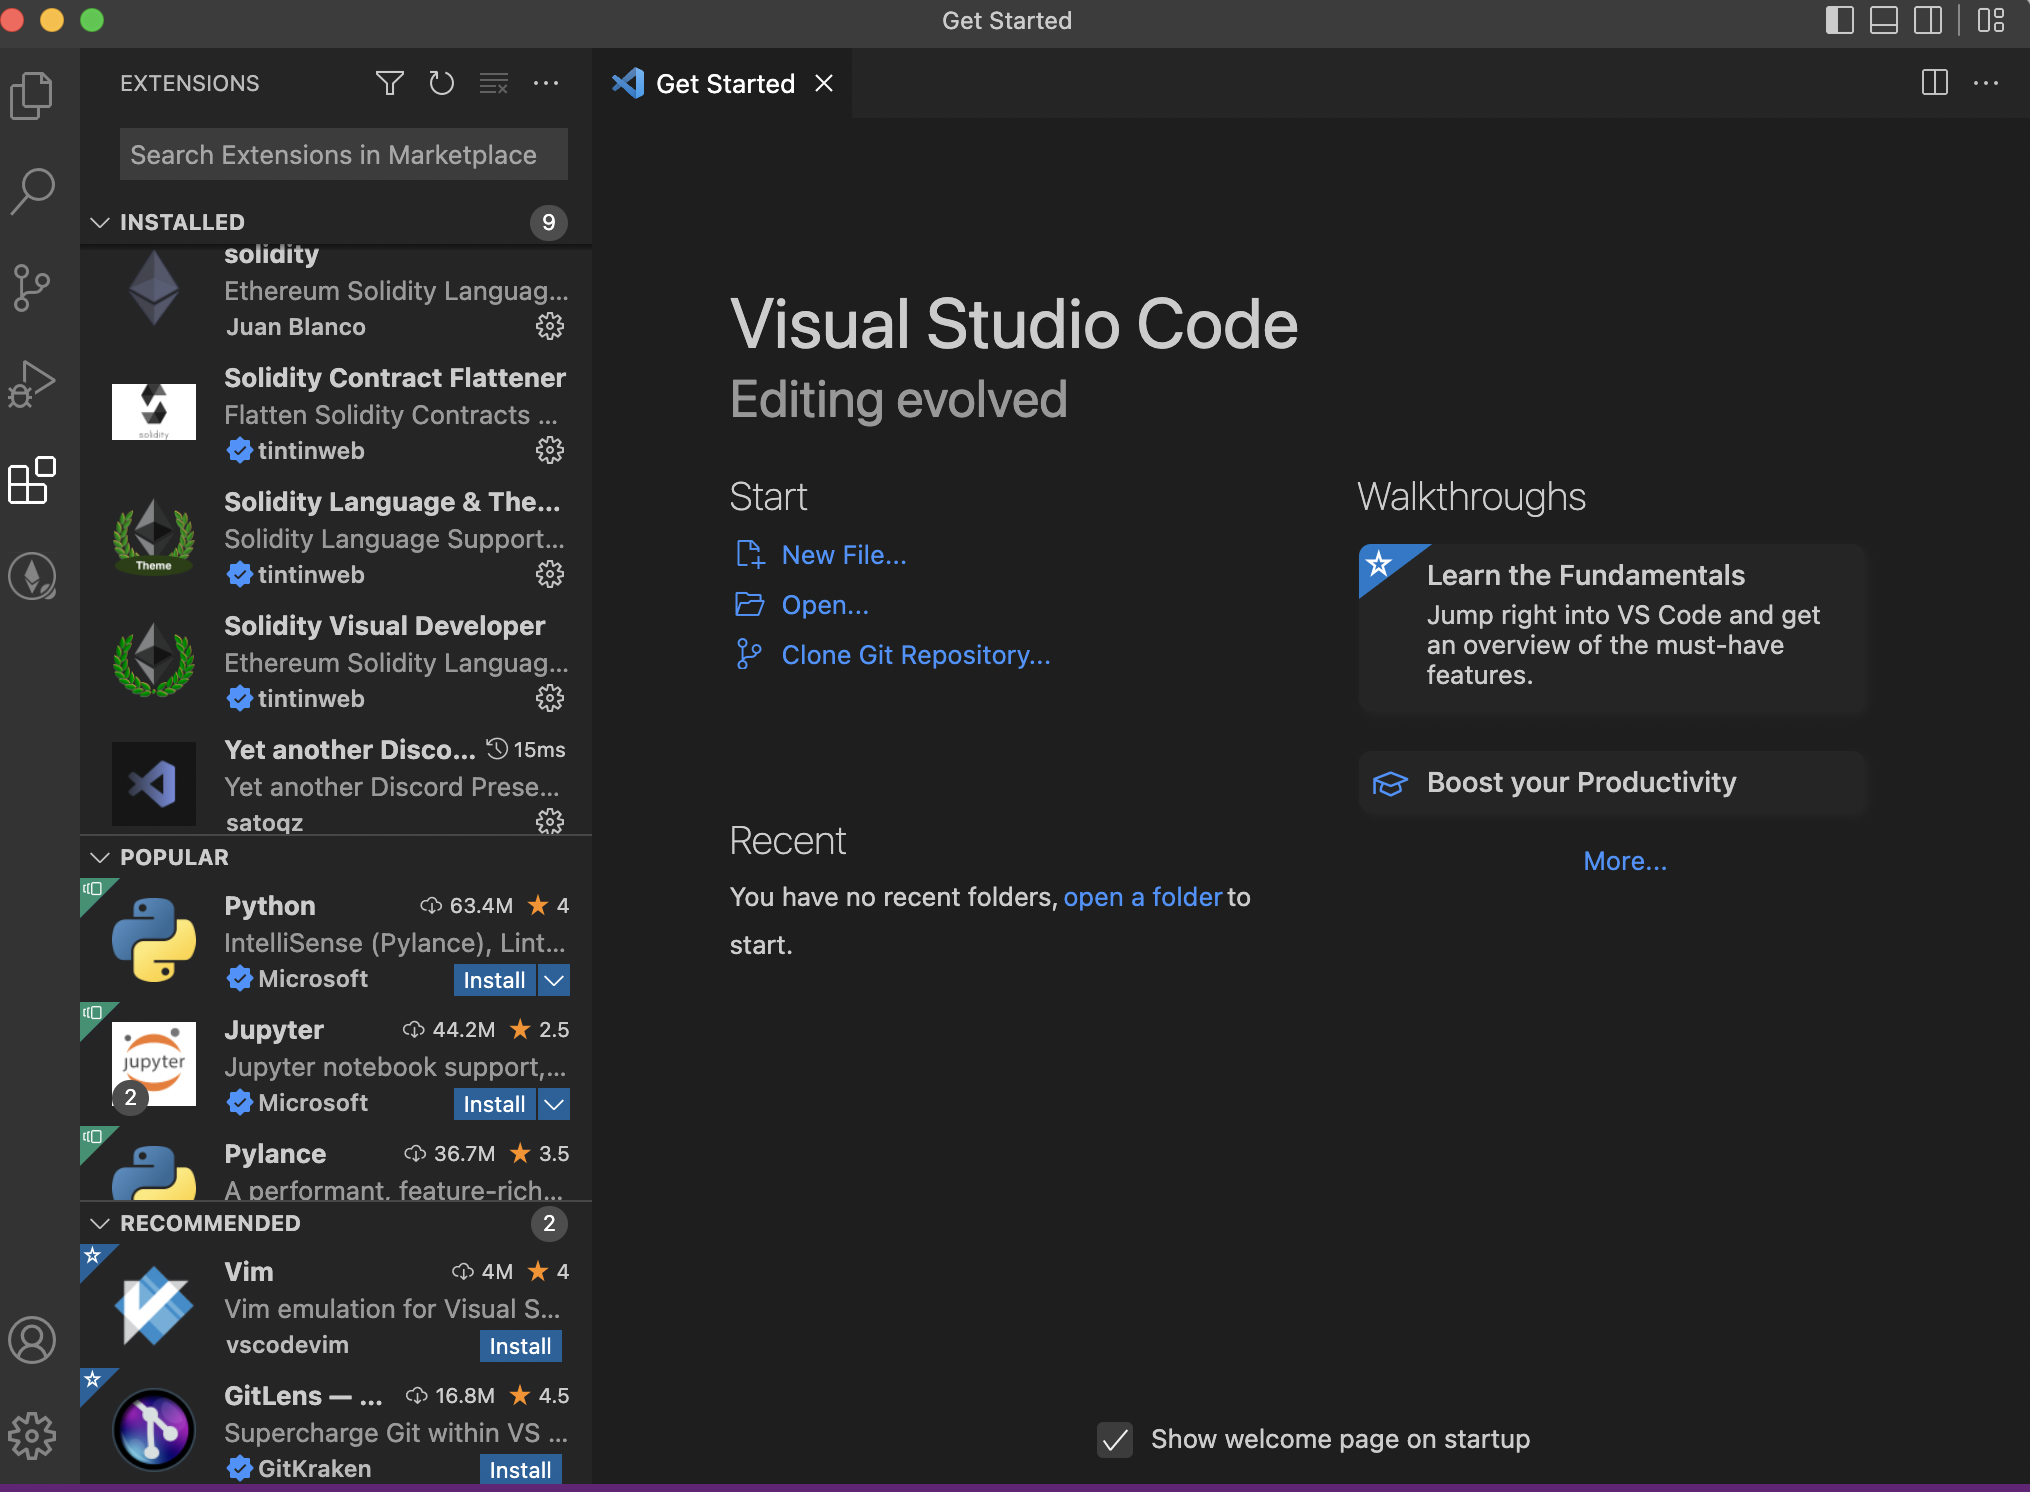 Get Started
EXTENSIONS
Search Extensions in Marketplace
INSTALLED 9
solidity
Ethereum Solidity Languag...
Juan Blanco
Solidity Contract Flattener
Flatten Solidity Contracts ...
tintinweb
solidity
Solidity Language & The...
Solidity Language Support...
tintinweb
Theme
Solidity Visual Developer
Ethereum Solidity Languag...
tintinweb
Yet another Disco... 15ms
Yet another Discord Prese...
satoqz
POPULAR
Python 63.4M 4
IntelliSense (Pylance), Lint...
Microsoft Install
Jupyter 44.2M 2.5
Jupyter notebook support,...
Microsoft Install
jupyter
2
Pylance 36.7M 3.5
A performant, feature-rich...
RECOMMENDED 2
Vim 4M 4
Vim emulation for Visual S...
vscodevim Install
GitLens — ... 16.8M 4.5
Supercharge Git within VS ...
GitKraken Install
Get Started
Visual Studio Code
Editing evolved
Start
New File...
Open...
Clone Git Repository...
Recent
You have no recent folders, open a folder to
start.
Walkthroughs
Learn the Fundamentals
Jump right into VS Code and get
an overview of the must-have
features.
Boost your Productivity
More...
Show welcome page on startup